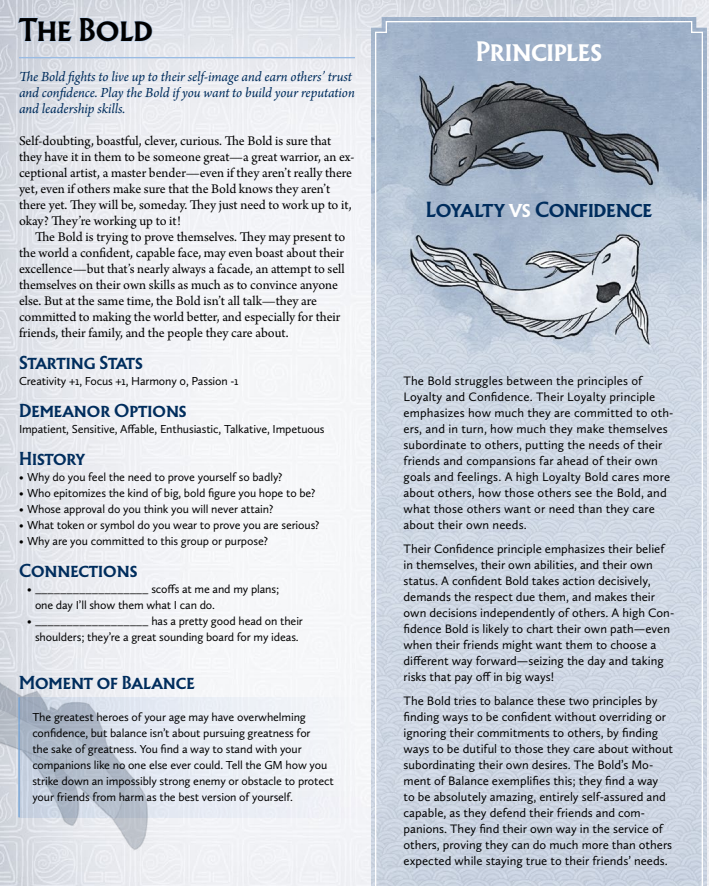 THE BOLD
The Bold fights to live up to their self-image and earn others' trust
and confidence. Play the Bold if you want to build your reputation
and leadership skills.
Self-doubting, boastful, clever, curious. The Bold is sure that
they have it in them to be someone great—a great warrior, an ex-
ceptional artist, a master bender—even if they aren't really there
yet, even if others make sure that the Bold knows they aren't
there yet. They will be, someday. They just need to work up to it,
okay? They're working up to it!
The Bold is trying to prove themselves. They may present to
the world a confident, capable face, may even boast about their
excellence—but that's nearly always a facade, an attempt to sell
themselves on their own skills as much as to convince anyone
else. But at the same time, the Bold isn't all talk—they are
committed to making the world better, and especially for their
friends, their family, and the people they care about.
STARTING STATS
Creativity +1, Focus +1, Harmony 0, Passion -1
DEMEANOR OPTIONS
Impatient, Sensitive, Affable, Enthusiastic, Talkative, Impetuous
HISTORY
• Why do you feel the need to prove yourself so badly?
• Who epitomizes the kind of big, bold figure you hope to be?
• Whose approval do you think you will never attain?
• What token or symbol do you wear to prove you are serious?
• Why are you committed to this group or purpose?
CONNECTIONS
• __________________ scoffs at me and my plans;
one day I'll show them what I can do.
• __________________ has a pretty good head on their
shoulders; they're a great sounding board for my ideas.
MOMENT OF BALANCE
The greatest heroes of your age may have overwhelming
confidence, but balance isn't about pursuing greatness for
the sake of greatness. You find a way to stand with your
companions like no one else ever could. Tell the GM how you
strike down an impossibly strong enemy or obstacle to protect
your friends from harm as the best version of yourself.
PRINCIPLES
LOYALTY VS CONFIDENCE
The Bold struggles between the principles of
Loyalty and Confidence. Their Loyalty principle
emphasizes how much they are committed to oth-
ers, and in turn, how much they make themselves
subordinate to others, putting the needs of their
friends and compansions far ahead of their own
goals and feelings. A high Loyalty Bold cares more
about others, how those others see the Bold, and
what those others want or need than they care
about their own needs.
Their Confidence principle emphasizes their belief
in themselves, their own abilities, and their own
status. A confident Bold takes action decisively,
demands the respect due them, and makes their
own decisions independently of others. A high Con-
fidence Bold is likely to chart their own path—even
when their friends might want them to choose a
different way forward—seizing the day and taking
risks that pay off in big ways!
The Bold tries to balance these two principles by
finding ways to be confident without overriding or
ignoring their commitments to others, by finding
ways to be dutiful to those they care about without
subordinating their own desires. The Bold's Mo-
ment of Balance exemplifies this; they find a way
to be absolutely amazing, entirely self-assured and
capable, as they defend their friends and com-
panions. They find their own way in the service of
others, proving they can do much more than others
expected while staying true to their friends' needs.